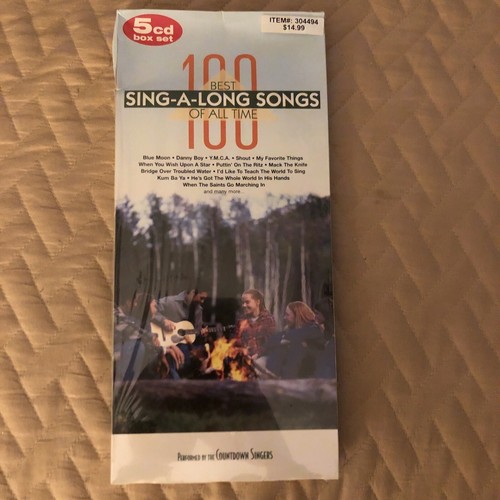 5cd
box set
ITEM#: 304494
$14.99
100
BEST
SING-A-LONG SONGS
OF ALL TIME
100
Blue Moon • Danny Boy • Y.M.C.A. • Shout • My Favorite Things
When You Wish Upon A Star • Puttin' On The Ritz • Mack The Knife
Bridge Over Troubled Water • I'd Like To Teach The World To Sing
Kum Ba Ya • He's Got The Whole World In His Hands
When The Saints Go Marching In
and many more...
PERFORMED BY THE COUNTDOWN SINGERS